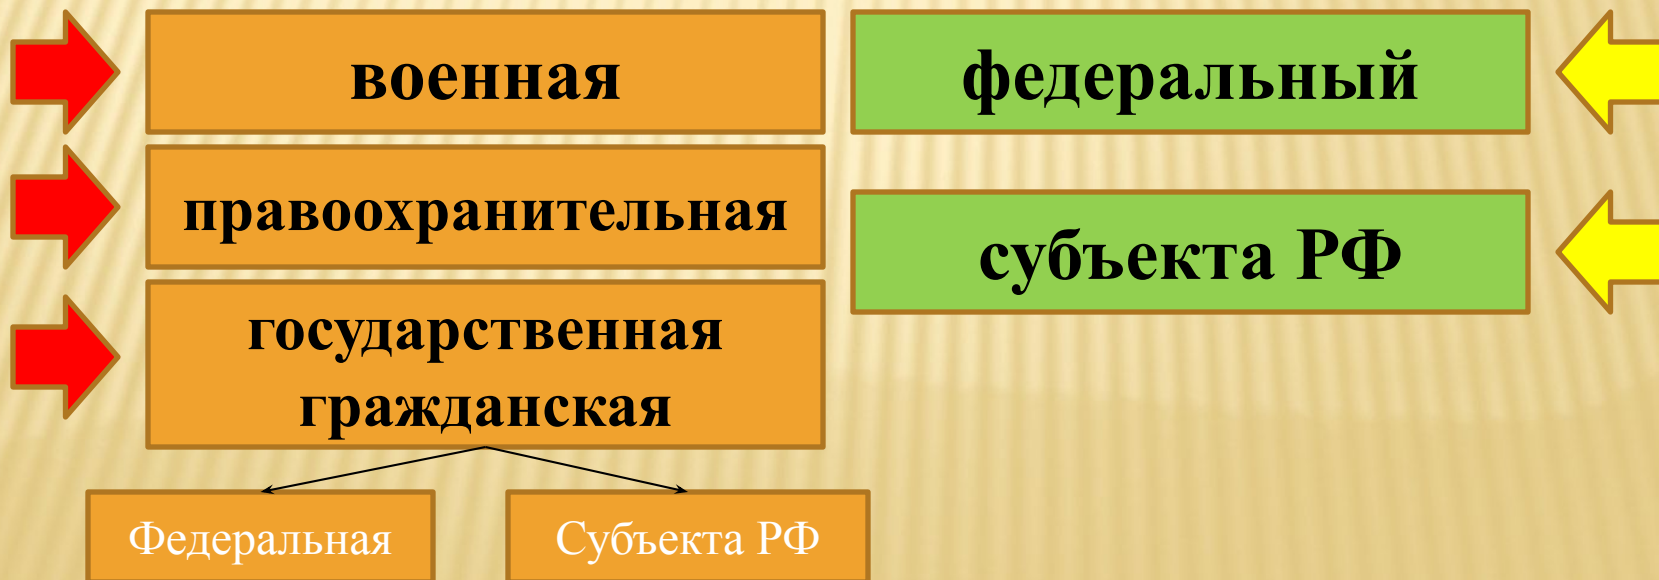 военная
правоохранительная
государственная
гражданская
Федеральная
Субъекта РФ
федеральный
субъекта РФ